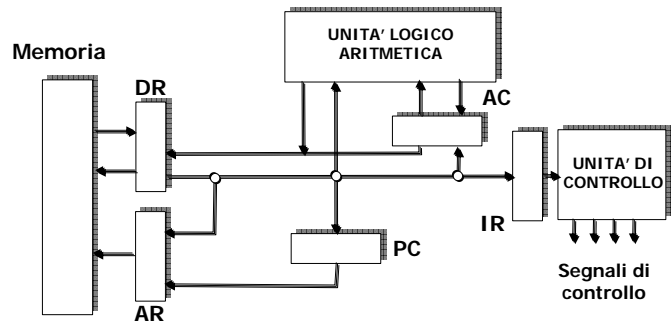 UNITA’ LOGICO
ARITMETICA
Memoria
DR
AC
UNITA’ DI
CONTROLLO
IR
PC
Segnali di
controllo
AR